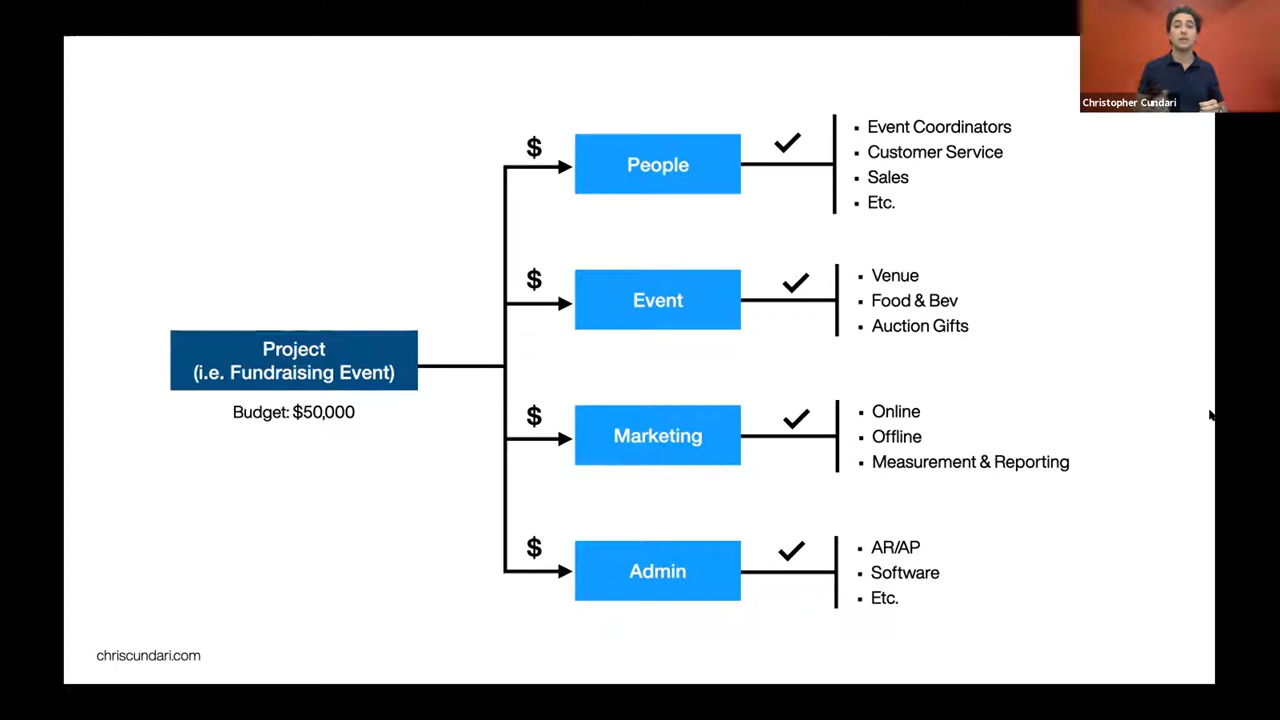 Christopher Cundari
$
People
Event Coordinators
Customer Service
Sales
Etc.
$
Event
Venue
Food & Bev
Auction Gifts
Project
(i.e. Fundraising Event)
Budget: $50,000
$
Marketing
Online
Offline
Measurement & Reporting
$
Admin
AR/AP
Software
Etc.
chriscundari.com